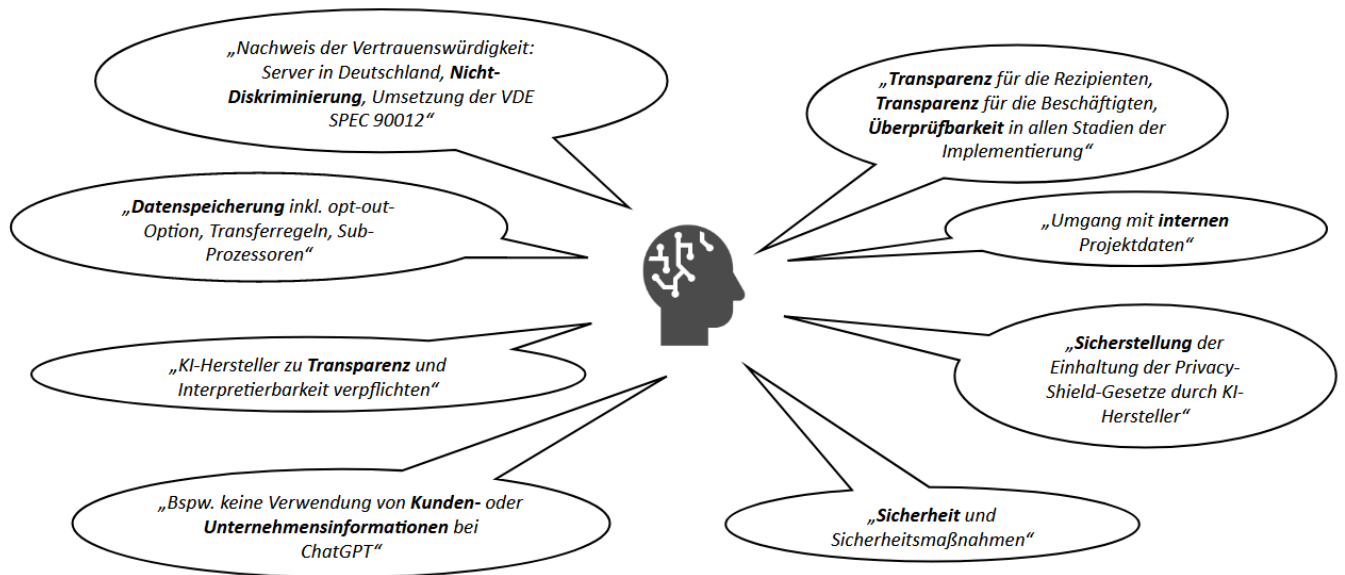 „Nachweis der Vertrauenswürdigkeit:
Server in Deutschland, Nicht-
Diskriminierung, Umsetzung der VDE
SPEC 90012“
„Transparenz für die Rezipienten,
Transparenz für die Beschäftigten,
Überprüfbarkeit in allen Stadien der
Implementierung“
„Datenspeicherung inkl. opt-out-
Option, Transferregeln, Sub-
Prozessoren“
„Umgang mit internen
Projektdaten“
„KI-Hersteller zu Transparenz und
Interpretierbarkeit verpflichten“
„Sicherstellung der
Einhaltung der Privacy-
Shield-Gesetze durch KI-
Hersteller“
„Bspw. keine Verwendung von Kunden- oder
Unternehmensinformationen bei
ChatGPT“
„Sicherheit und
Sicherheitsmaßnahmen“